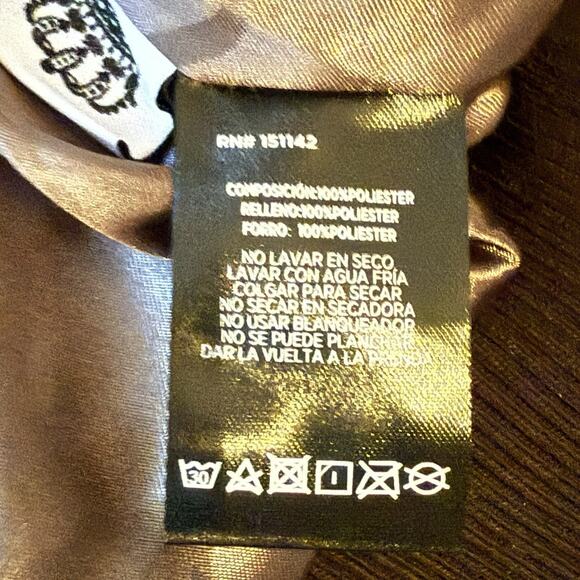 RN# 151142
COMPOSICIÓN:100%POLIESTER
RELLENO:100%POLIESTER
FORRO: 100%POLIESTER
NO LAVAR EN SECO
LAVAR CON AGUA FRÍA
COLGAR PARA SECAR
NO SECAR EN SECADORA
NO USAR BLANQUEADOR
NO SE PUEDE PLANCHAR
DAR LA VUELTA A LA PRENDA
30